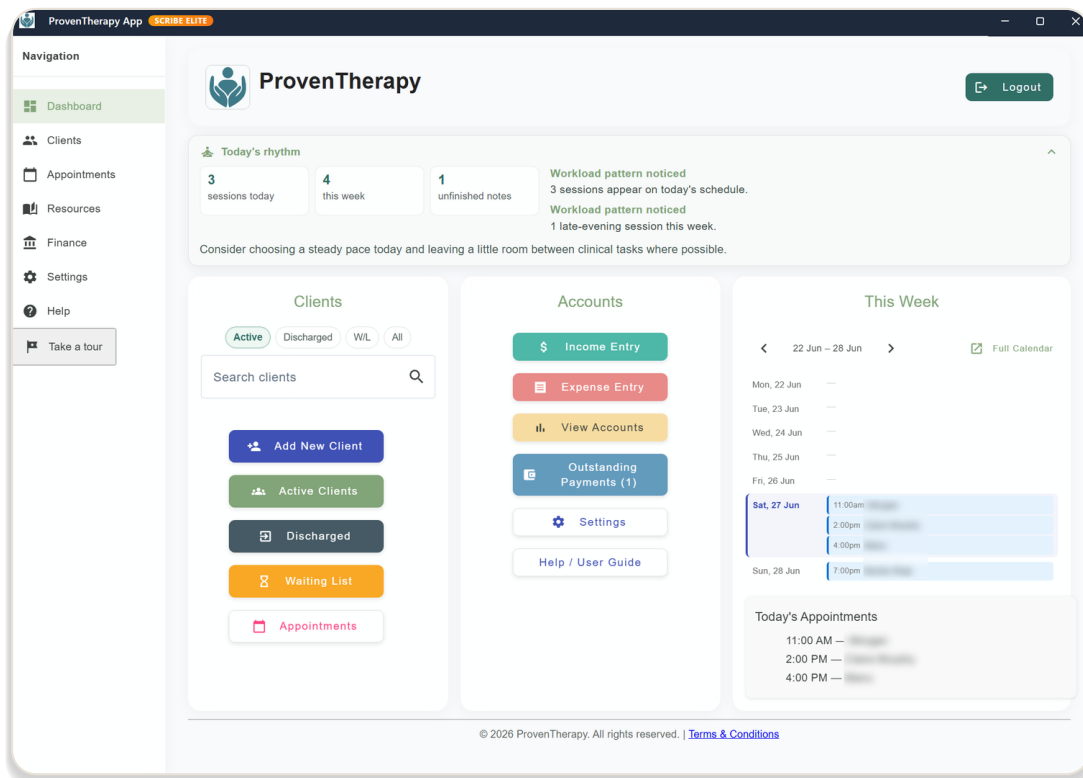 ProvenTherapy App SCRIBE ELITE
Navigation
Dashboard
Clients
Appointments
Resources
Finance
Settings
Help
Take a tour
ProvenTherapy
Logout
Today's rhythm
3
sessions today
4
this week
1
unfinished notes
Workload pattern noticed
3 sessions appear on today's schedule.
Workload pattern noticed
1 late-evening session this week.
Consider choosing a steady pace today and leaving a little room between clinical tasks where possible.
Clients
Active Discharged W/L All
Search clients
Add New Client
Active Clients
Discharged
Waiting List
Appointments
Accounts
$ Income Entry
Expense Entry
View Accounts
Outstanding
Payments (1)
Settings
Help / User Guide
This Week
22 Jun – 28 Jun
Full Calendar
Mon, 22 Jun —
Tue, 23 Jun —
Wed, 24 Jun —
Thu, 25 Jun —
Fri, 26 Jun —
Sat, 27 Jun 11:00am
2:00pm
4:00pm
Sun, 28 Jun 7:00pm
Today's Appointments
11:00 AM —
2:00 PM —
4:00 PM —
© 2026 ProvenTherapy. All rights reserved. | Terms & Conditions